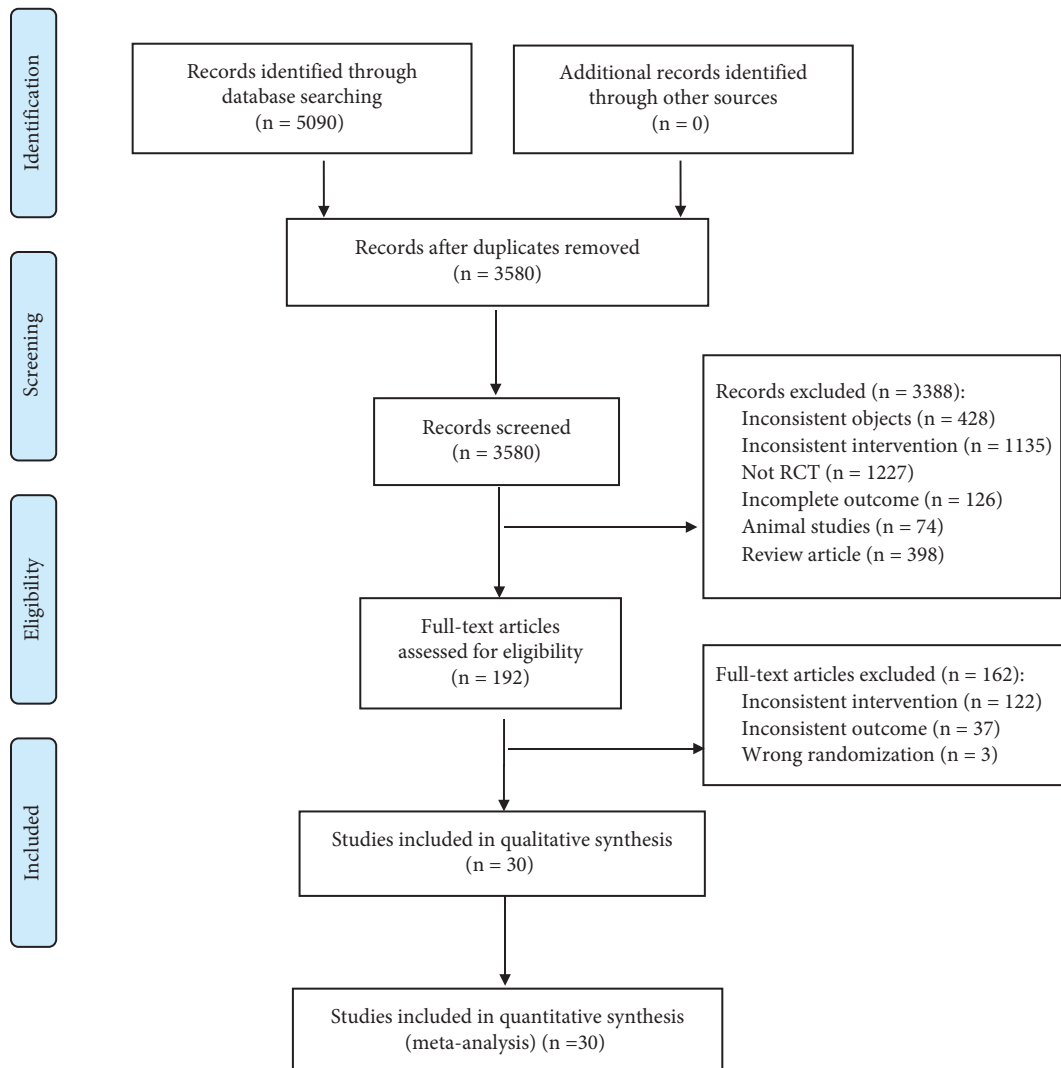 Identification
Records identified through
database searching
(n = 5090)
Additional records identified
through other sources
(n = 0)
Records after duplicates removed
(n = 3580)
Screening
Records screened
(n = 3580)
Records excluded (n = 3388):
Inconsistent objects (n = 428)
Inconsistent intervention (n = 1135)
Not RCT (n = 1227)
Incomplete outcome (n = 126)
Animal studies (n = 74)
Review article (n = 398)
Eligibility
Full-text articles
assessed for eligibility
(n = 192)
Full-text articles excluded (n = 162):
Inconsistent intervention (n = 122)
Inconsistent outcome (n = 37)
Wrong randomization (n = 3)
Included
Studies included in qualitative synthesis
(n = 30)
Studies included in quantitative synthesis
(meta-analysis) (n =30)